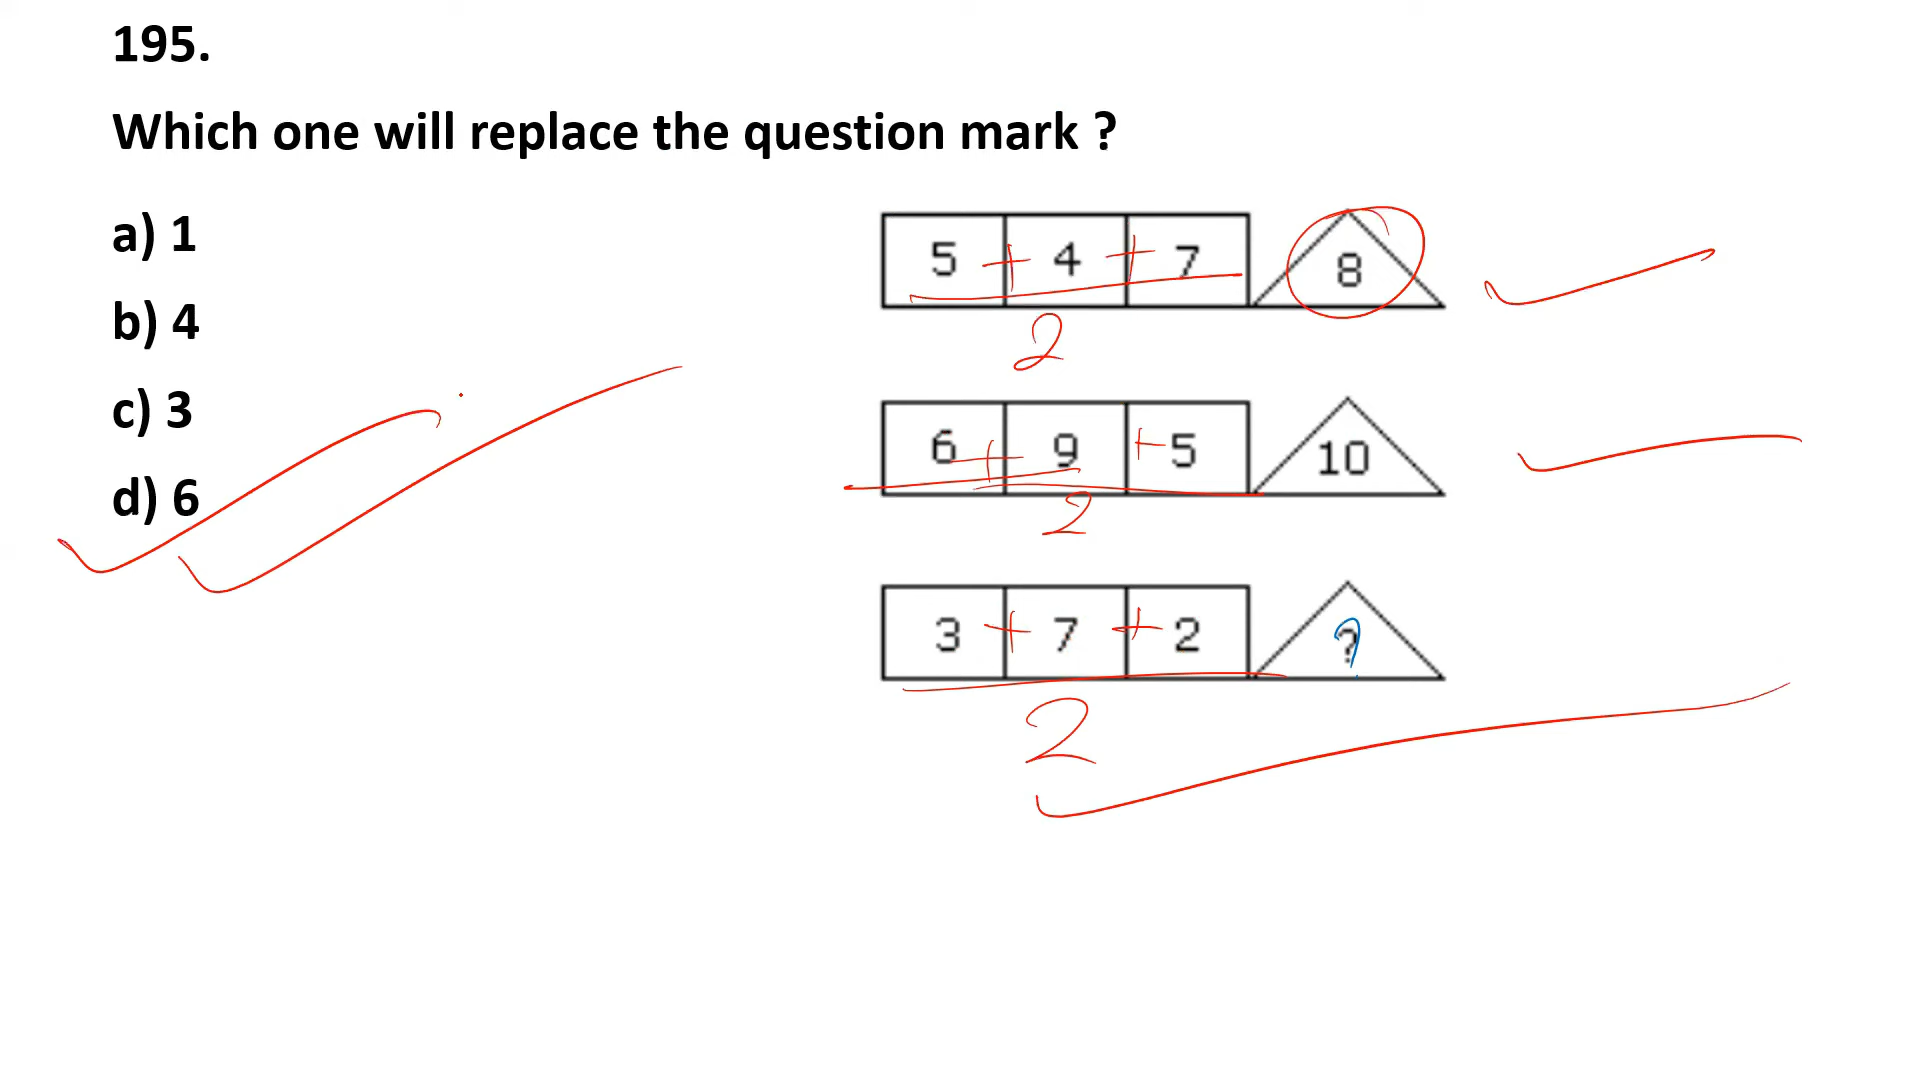 195.
Which one will replace the question mark ?
a) 1
b) 4
c) 3
d) 6
5 + 4 + 7 8
2
6 + 9 + 5 10
2
3 + 7 + 2 ?
2